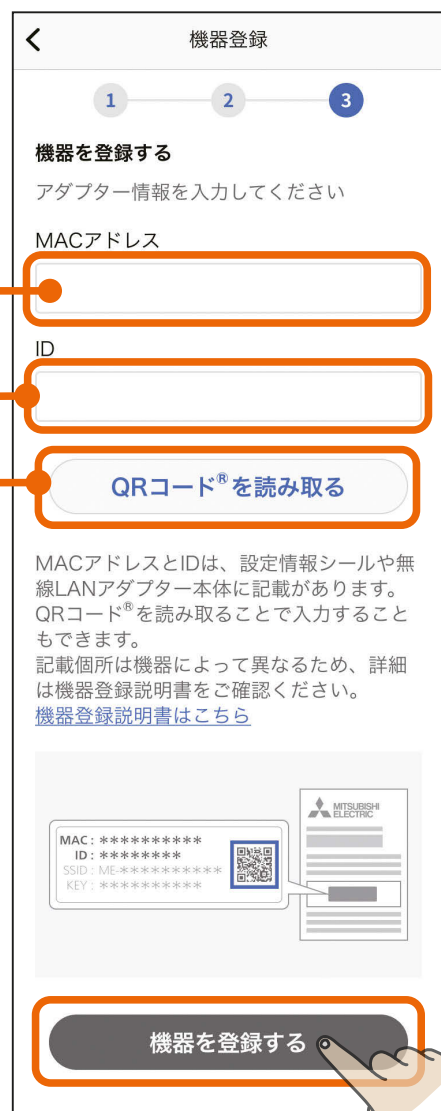 機器登録
1 2 3
機器を登録する
アダプター情報を入力してください
MACアドレス
ID
QRコード®を読み取る
MACアドレスとIDは、設定情報シールや無
線LANアダプター本体に記載があります。
QRコード®を読み取ることで入力すること
もできます。
記載個所は機器によって異なるため、詳細
は機器登録説明書をご確認ください。
機器登録説明書はこちら
MITSUBISHI
ELECTRIC
MAC : **********
ID : ********
SSID : ME-**********
KEY : **********
機器を登録する